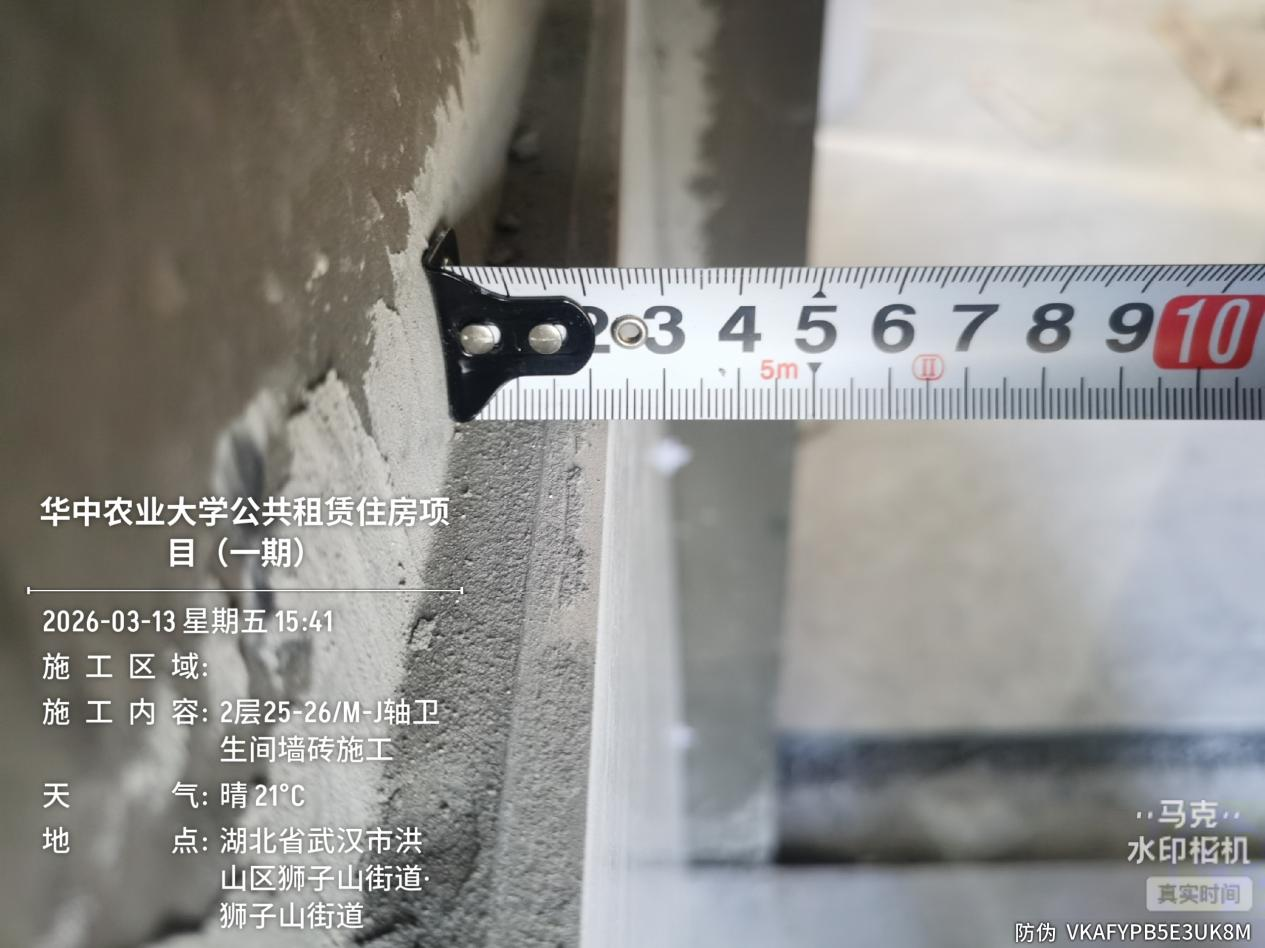 2 3 4 5 6 7 8 9 10
5m Ⅱ
华中农业大学公共租赁住房项
目（一期）
2026-03-13 星期五 15:41
施工区域:
施工内容: 2层25-26/M-J轴卫
生间墙砖施工
天气: 晴 21°C
地点: 湖北省武汉市洪
山区狮子山街道·
狮子山街道
马克
水印相机
真实时间
防伪 VKAFYPB5E3UK8M